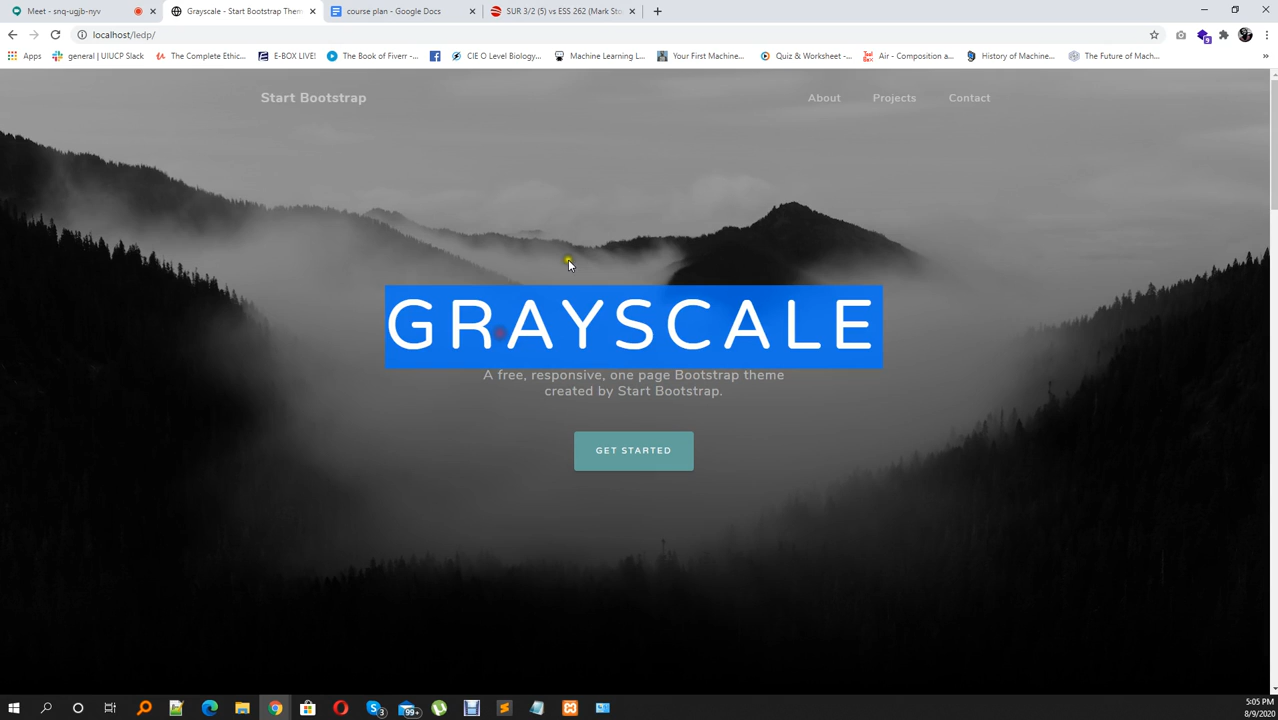 Meet - snq-ugjb-nyv
Grayscale - Start Bootstrap Them
course plan - Google Docs
SUR 3/2 (5) vs ESS 262 (Mark Sto
localhost/ledp/
9
Apps
general | UIUCP Slack
The Complete Ethic...
E-BOX LIVE!
The Book of Fiverr -...
CIE O Level Biology...
Machine Learning L...
Your First Machine...
Quiz & Worksheet -...
Air - Composition a...
History of Machine...
The Future of Mach...
»
Start Bootstrap
About
Projects
Contact
GRAYSCALE
A free, responsive, one page Bootstrap theme
created by Start Bootstrap.
GET STARTED
3
99+
5:05 PM
8/9/2020